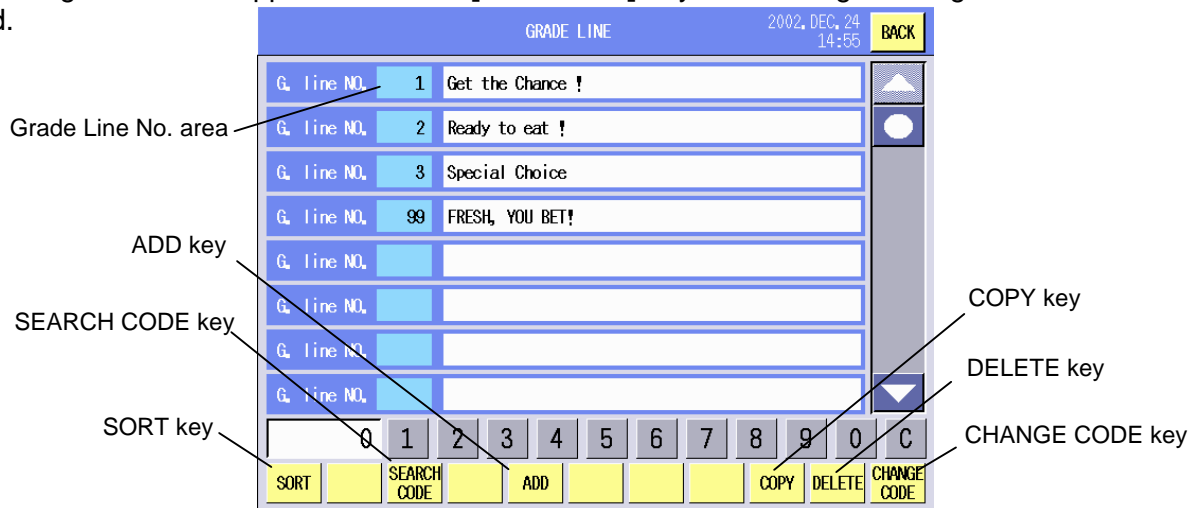 d.
GRADE LINE
2002. DEC. 24
14:55
BACK
G. line NO. 1 Get the Chance !
Grade Line No. area
G. line NO. 2 Ready to eat !
G. line NO. 3 Special Choice
G. line NO. 99 FRESH, YOU BET!
ADD key
G. line NO.
G. line NO.
COPY key
SEARCH CODE key
G. line NO.
DELETE key
G. line NO.
SORT key
0 1 2 3 4 5 6 7 8 9 0 C
CHANGE CODE key
SORT
SEARCH
CODE
ADD
COPY
DELETE
CHANGE
CODE